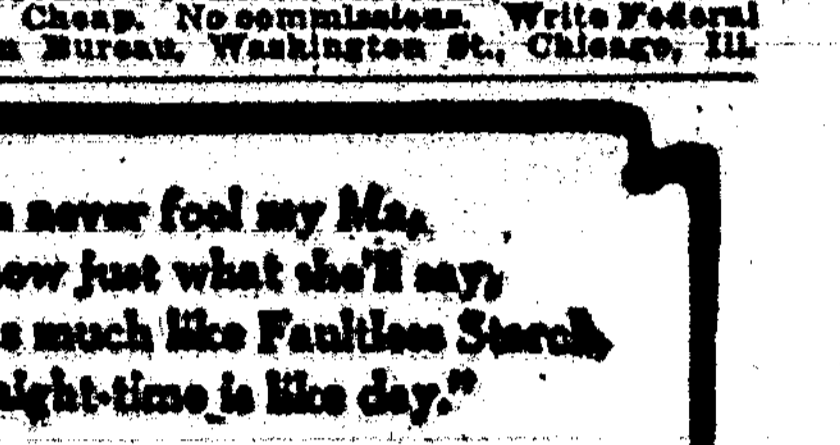 Cheap. No commissions. Write Federal
Bureau, Washington St., Chicago, Ill.
never fool my Ma,
just what she'll say,
much like Faultless Starch,
night-time is like day."